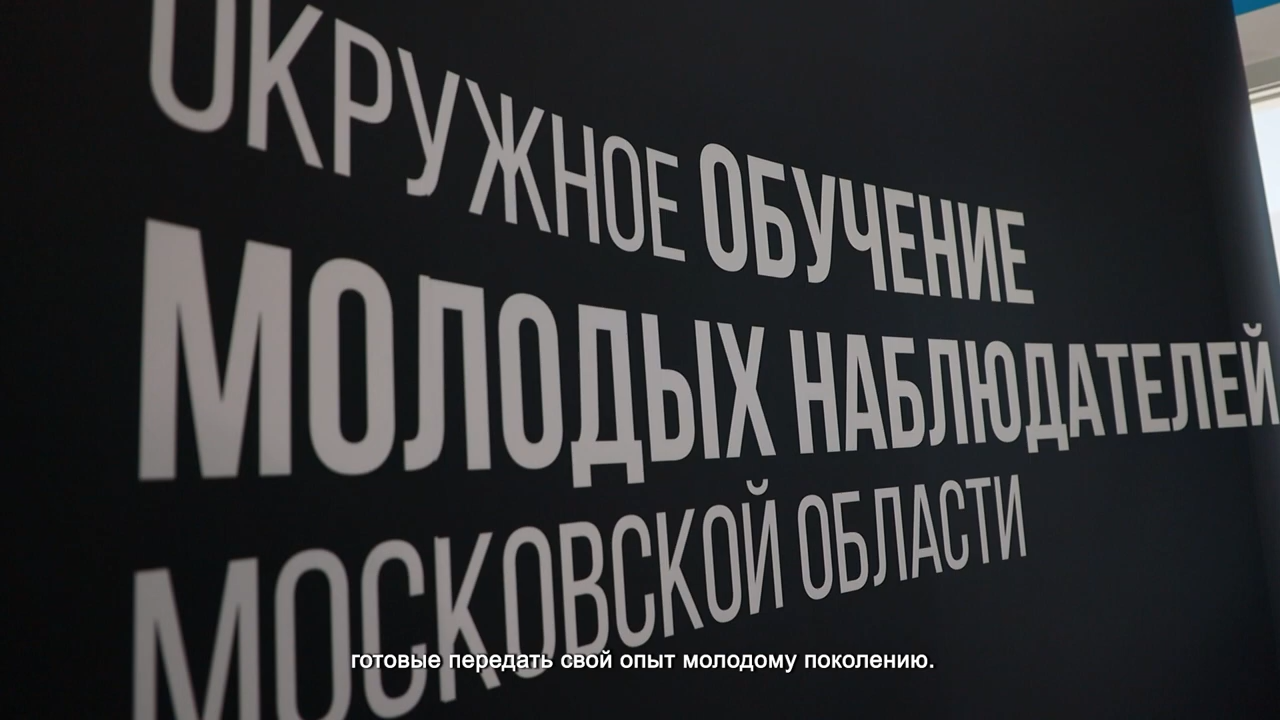 ОКРУЖНОЕ ОБУЧЕНИЕ
МОЛОДЫХ НАБЛЮДАТЕЛЕЙ
МОСКОВСКОЙ ОБЛАСТИ
готовые передать свой опыт молодому поколению.